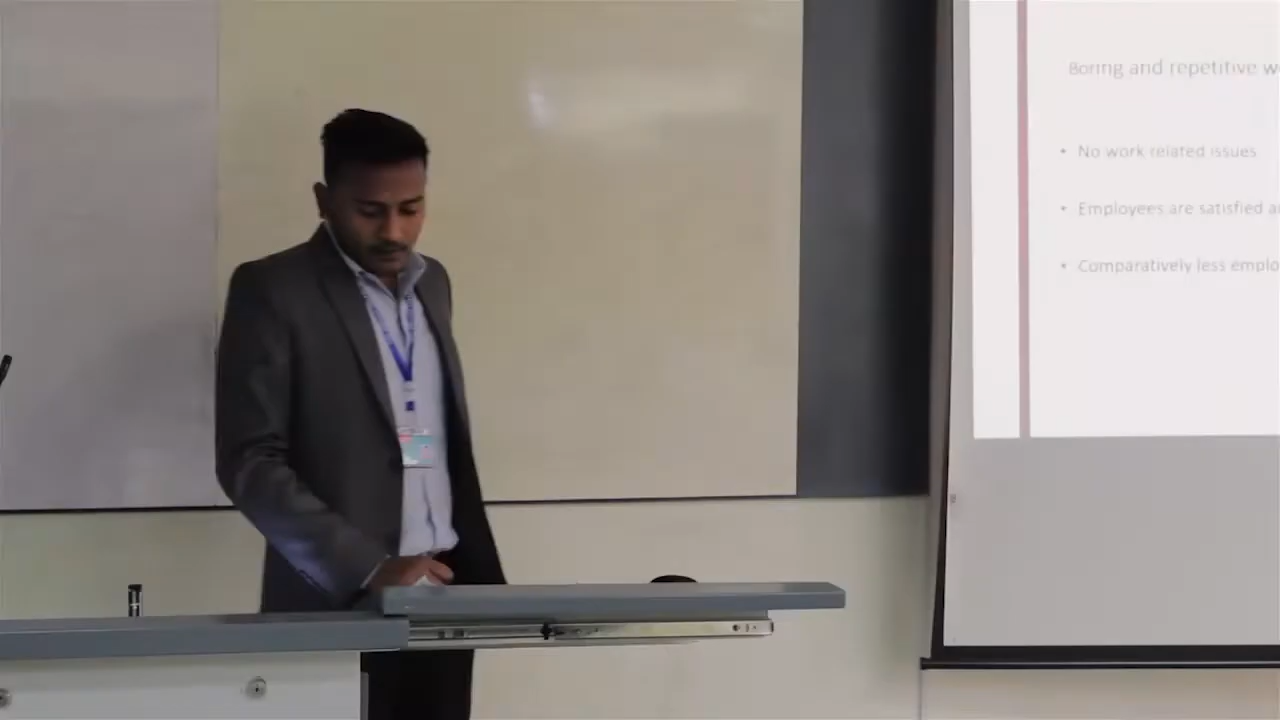 Boring and repetitive
• No work related issues
• Employees are satisfied
• Comparatively less